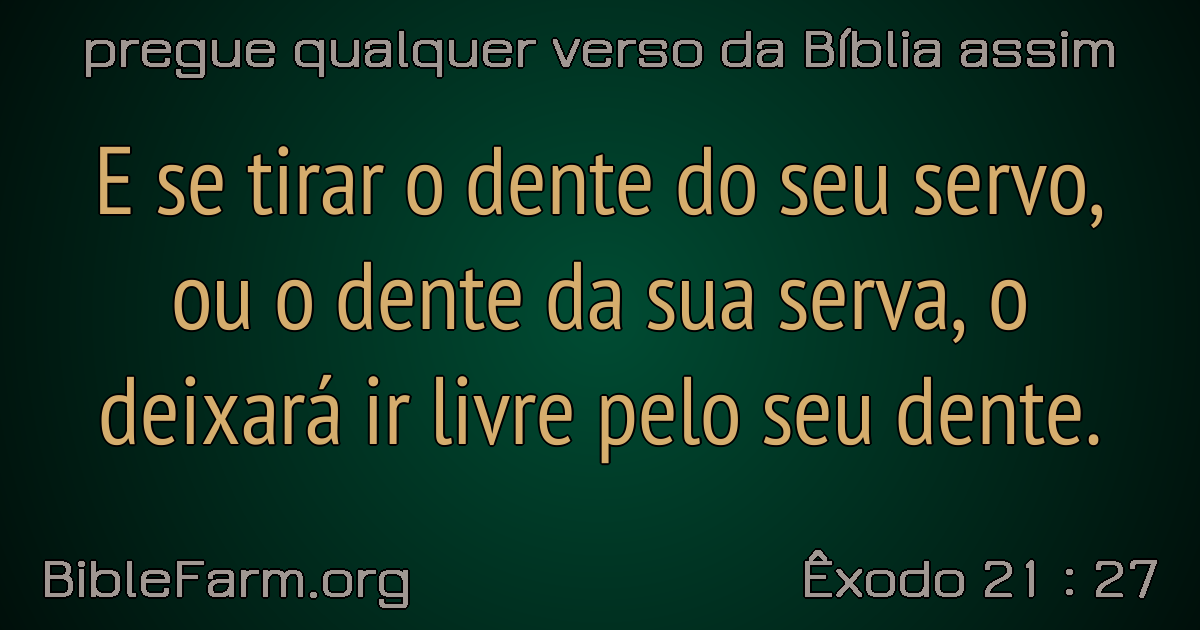 pregue qualquer verso da Bíblia assim
E se tirar o dente do seu servo,
ou o dente da sua serva, o
deixará ir livre pelo seu dente.
BibleFarm.org
Êxodo 21 : 27